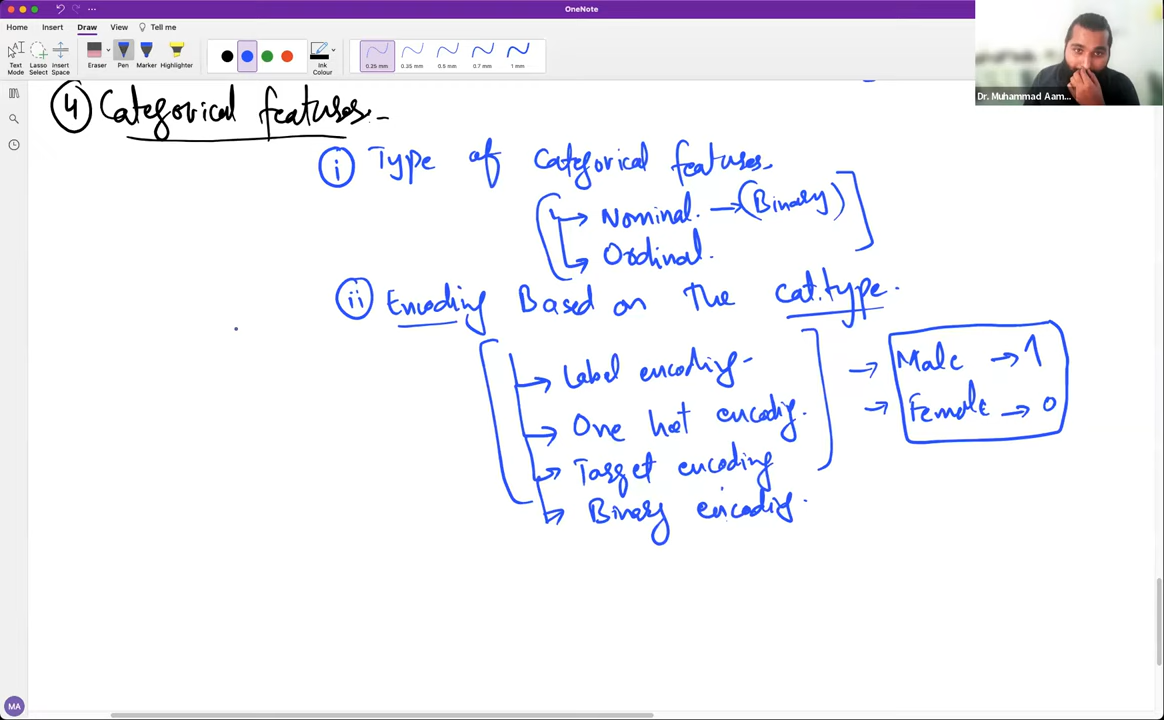 OneNote
Home Insert Draw View Tell me
Text Mode
Lasso Select
Insert Space
Eraser
Pen
Marker
Highlighter
Ink Colour
0.25 mm
0.35 mm
0.5 mm
0.7 mm
1 mm
Dr. Muhammad Aam...
④ Categorical features.-
i Type of Categorical features.
→ Nominal. → (Binary)
→ Ordinal.
ii Encoding Based on The cat.type.
→ Label encoding-
→ One hot encodig.
→ Target encoding
→ Binary encodig.
→ Male → 1
→ Female → 0
MA